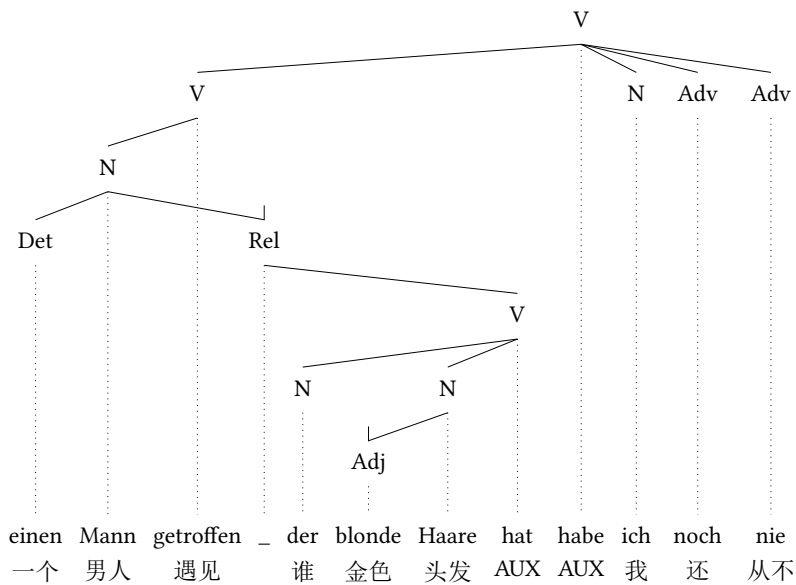 V
V N Adv Adv
N
Det Rel
V
N N
Adj
einen Mann getroffen _ der blonde Haare hat habe ich noch nie
一个 男人 遇见 谁 金色 头发 AUX AUX 我 还 从不